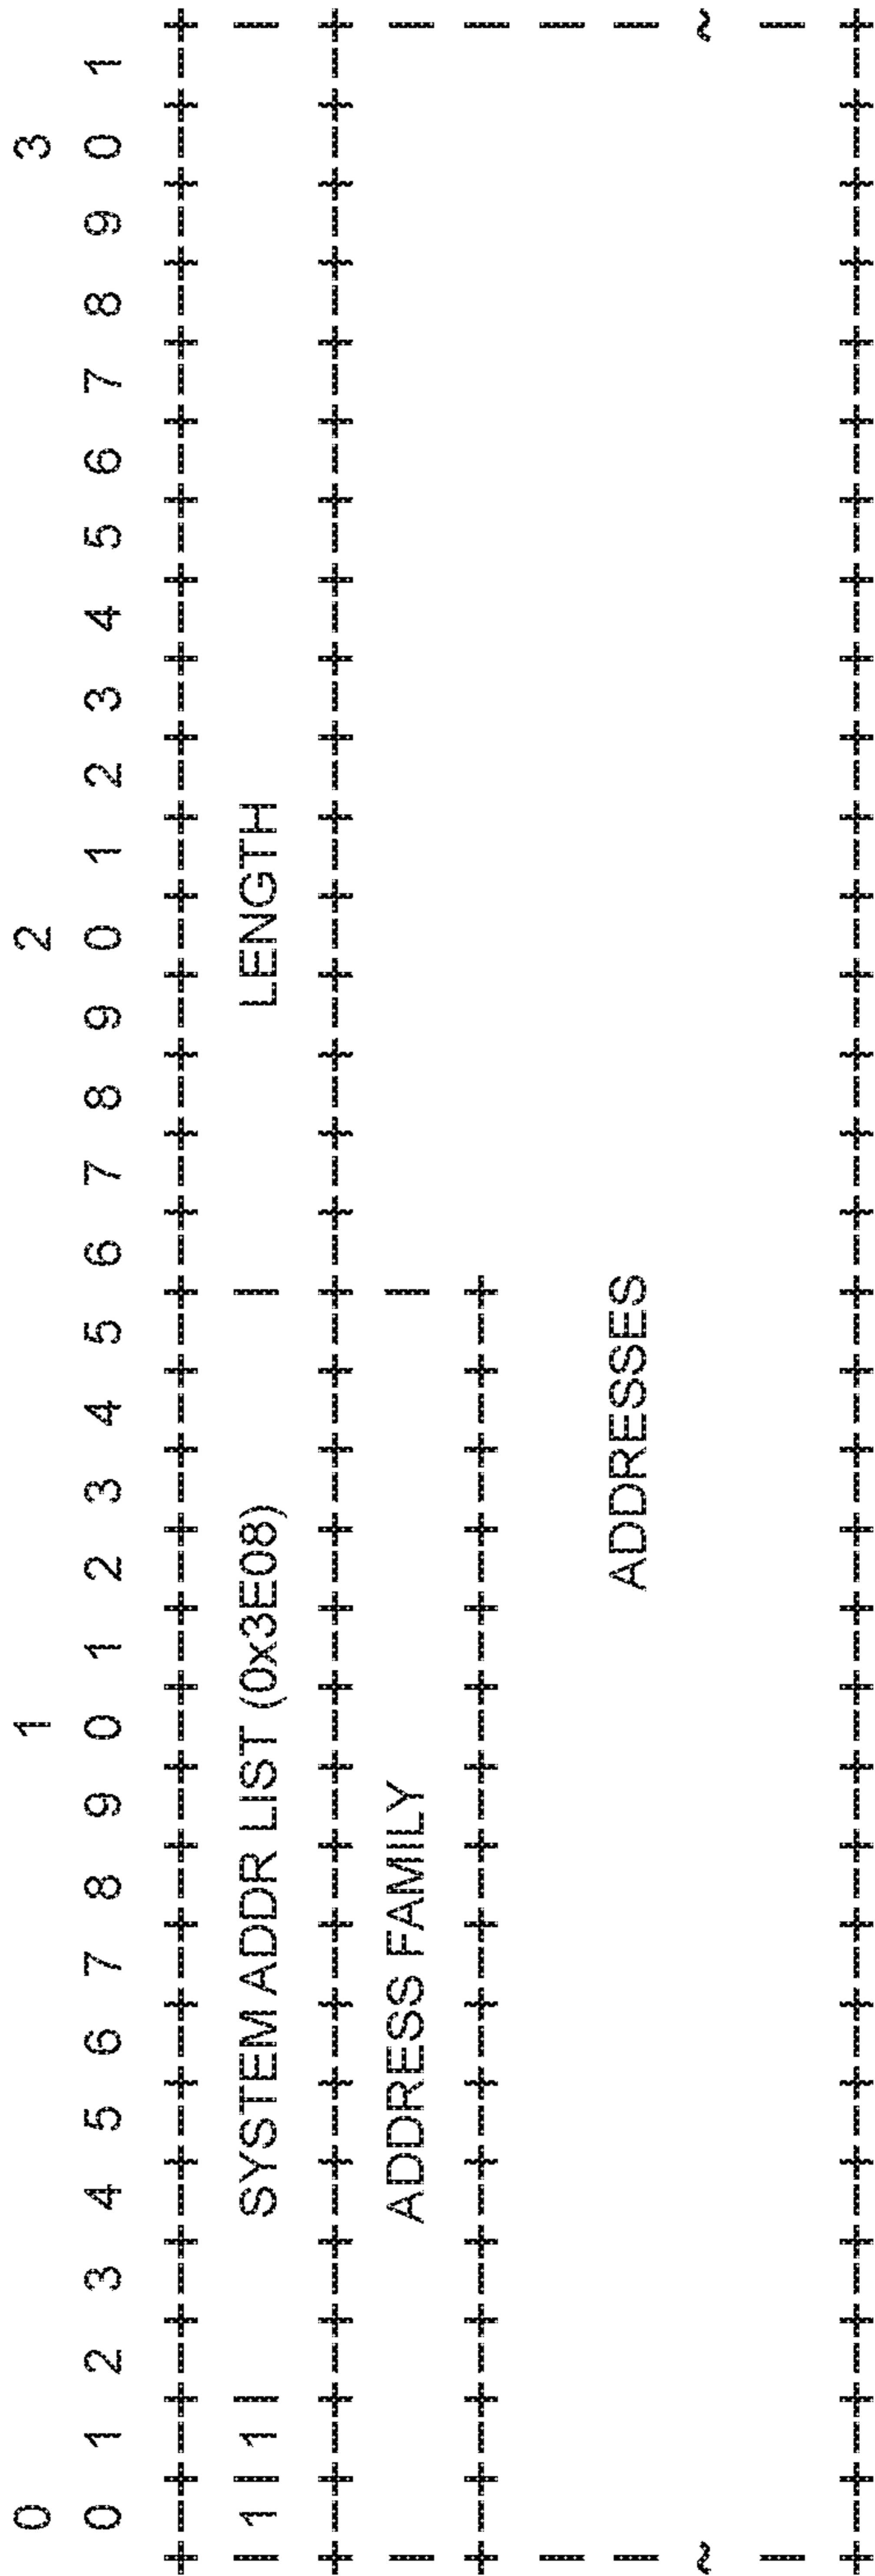 0                   1                   2                   3
0 1 2 3 4 5 6 7 8 9 0 1 2 3 4 5 6 7 8 9 0 1 2 3 4 5 6 7 8 9 0 1
+-+-+-+-+-+-+-+-+-+-+-+-+-+-+-+-+-+-+-+-+-+-+-+-+-+-+-+-+-+-+-+-+
|1|1| SYSTEM ADDR LIST (0x3E08) | LENGTH |
+-+-+-+-+-+-+-+-+-+-+-+-+-+-+-+-+-+-+-+-+-+-+-+-+-+-+-+-+-+-+-+-+
| ADDRESS FAMILY | |
+-+-+-+-+-+-+-+-+-+-+-+-+-+-+-+-+ |
| |
| ADDRESSES |
~ ~
| |
+-+-+-+-+-+-+-+-+-+-+-+-+-+-+-+-+-+-+-+-+-+-+-+-+-+-+-+-+-+-+-+-+